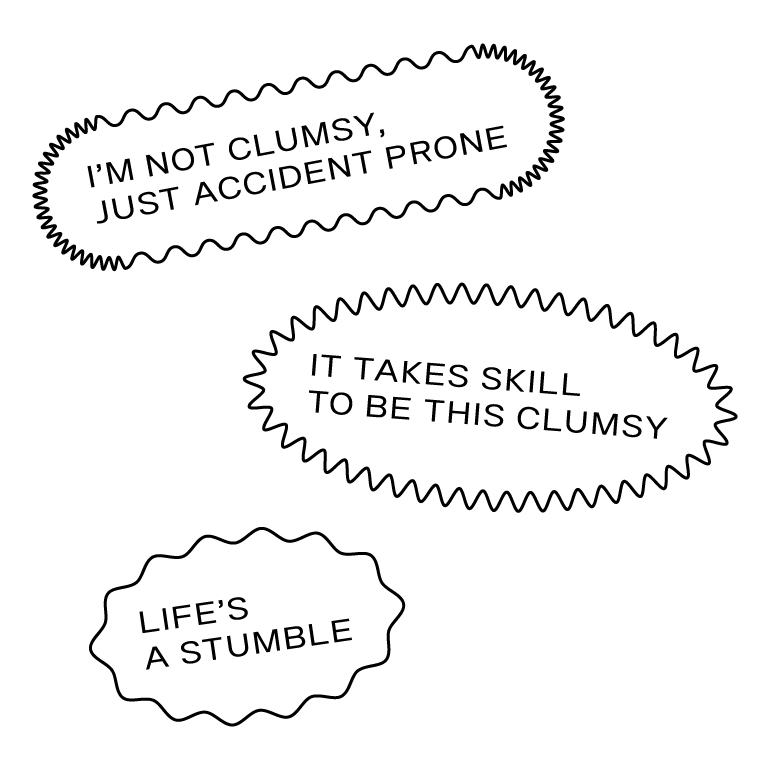 I’M NOT CLUMSY,
JUST ACCIDENT PRONE
IT TAKES SKILL
TO BE THIS CLUMSY
LIFE’S
A STUMBLE